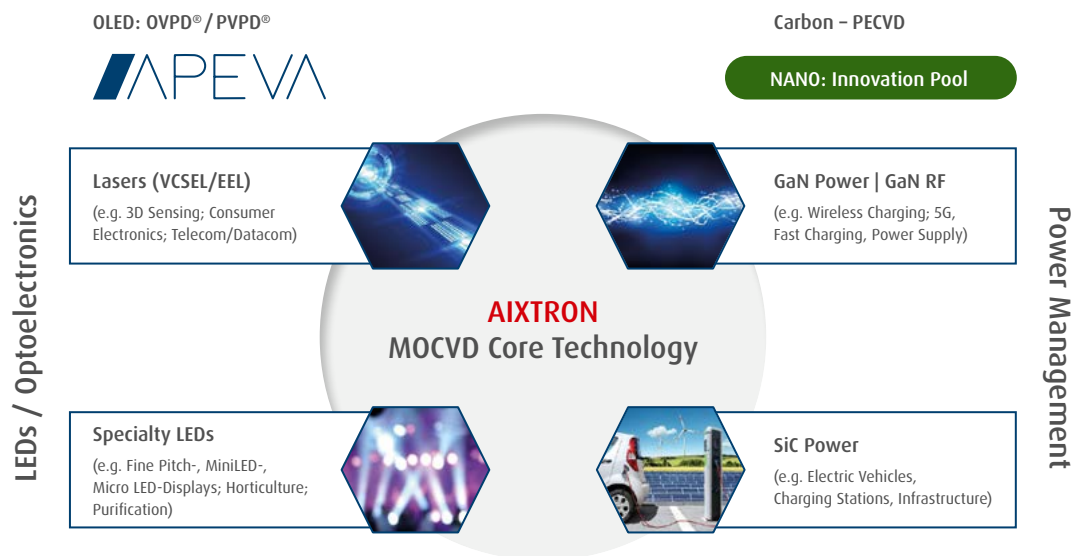 OLED: OVPD® / PVPD®
APEVA
Carbon – PECVD
NANO: Innovation Pool
LEDs / Optoelectronics
Lasers (VCSEL/EEL)
(e.g. 3D Sensing; Consumer
Electronics; Telecom/Datacom)
GaN Power | GaN RF
(e.g. Wireless Charging; 5G,
Fast Charging, Power Supply)
Power Management
AIXTRON
MOCVD Core Technology
Specialty LEDs
(e.g. Fine Pitch-, MiniLED-,
Micro LED-Displays; Horticulture;
Purification)
SiC Power
(e.g. Electric Vehicles,
Charging Stations, Infrastructure)